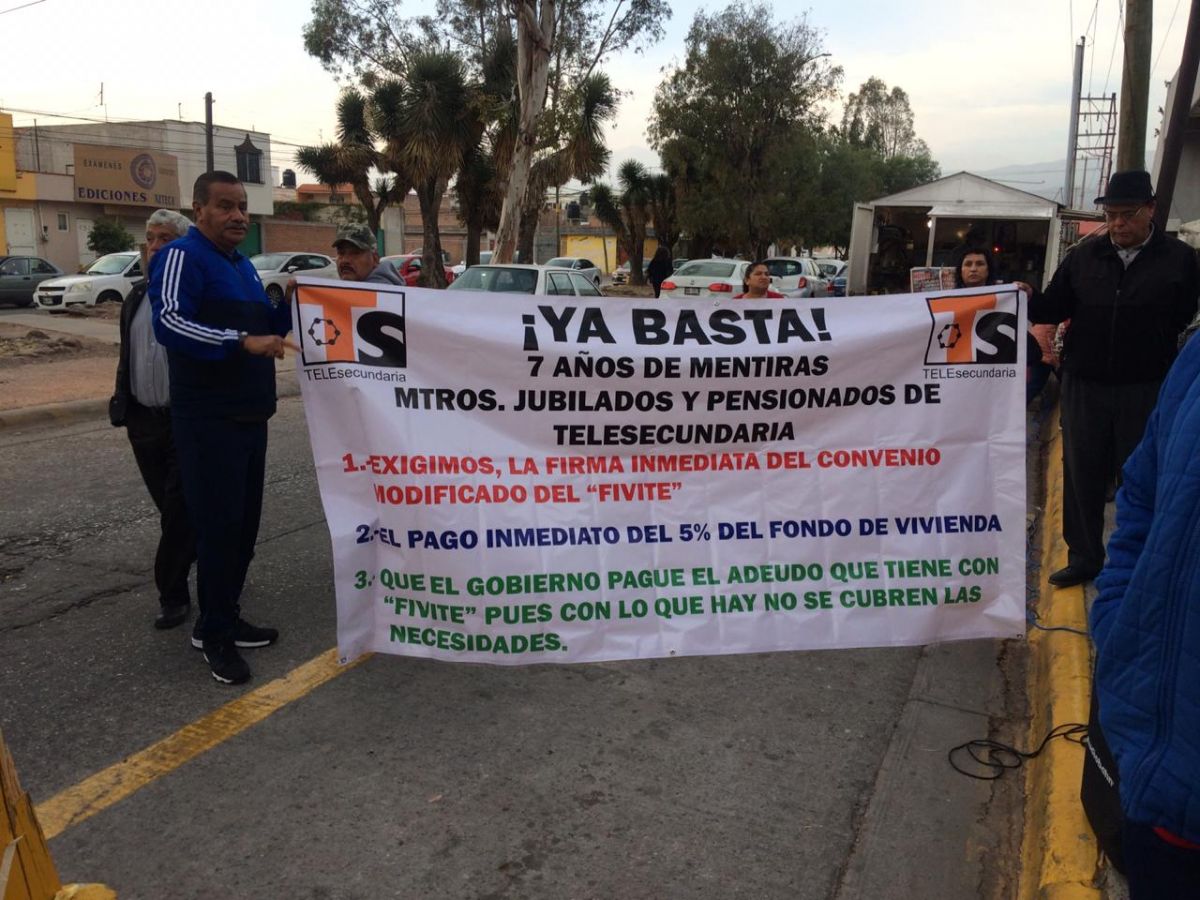 EXÁMENES
EDICIONES
¡YA BASTA!
7 AÑOS DE MENTIRAS
MTROS. JUBILADOS Y PENSIONADOS DE
TELESECUNDARIA
1.-EXIGIMOS, LA FIRMA INMEDIATA DEL CONVENIO
MODIFICADO DEL “FIVITE”
2.-EL PAGO INMEDIATO DEL 5% DEL FONDO DE VIVIENDA
3.- QUE EL GOBIERNO PAGUE EL ADEUDO QUE TIENE CON
“FIVITE” PUES CON LO QUE HAY NO SE CUBREN LAS
NECESIDADES.
TS
TELEsecundaria
TS
TELEsecundaria